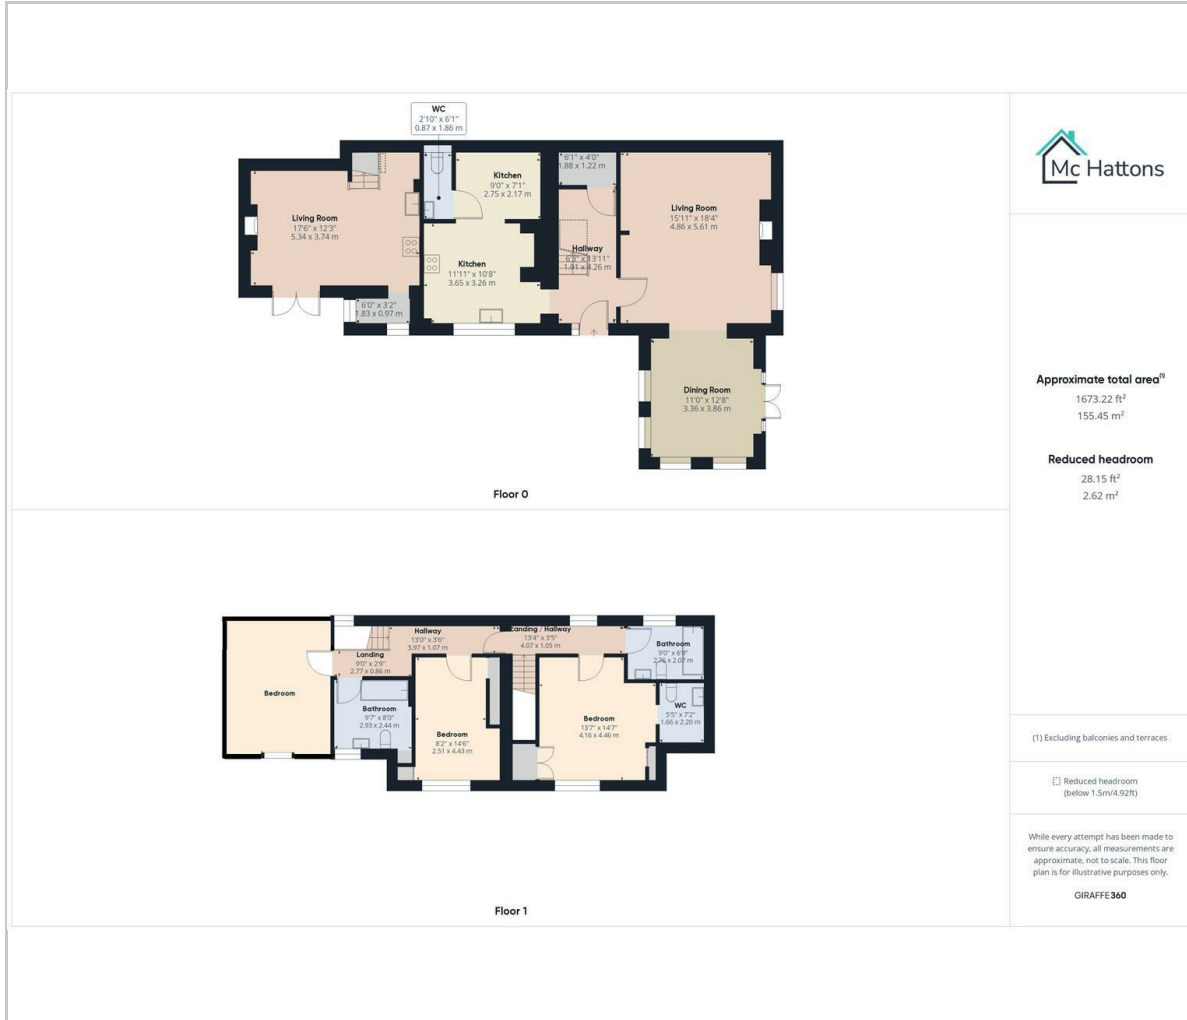 WC
2'10" x 6'1"
0.87 x 1.86 m
Kitchen
9'0" x 7'1"
2.75 x 2.17 m
6'1" x 4'0"
1.88 x 1.22 m
Living Room
15'11" x 18'4"
4.86 x 5.61 m
Living Room
17'6" x 12'3"
5.34 x 3.74 m
Hallway
x 13'11"
1.91 x 4.26 m
Kitchen
11'11" x 10'8"
3.65 x 3.26 m
6'0" x 3'2"
1.83 x 0.97 m
Dining Room
11'0" x 12'8"
3.36 x 3.86 m
Floor 0
Hallway
13'0" x 3'6"
3.97 x 1.07 m
Landing / Hallway
13'4" x 3'5"
4.07 x 1.05 m
Bathroom
9'0" x 6'9"
2.76 x 2.07 m
Landing
9'0" x 2'9"
2.77 x 0.86 m
Bedroom
Bathroom
9'7" x 8'0"
2.93 x 2.44 m
WC
5'5" x 7'2"
1.66 x 2.20 m
Bedroom
13'7" x 14'7"
4.16 x 4.46 m
Bedroom
8'2" x 14'6"
2.51 x 4.43 m
Floor 1
Mc Hattons
Approximate total area(1)
1673.22 ft²
155.45 m²
Reduced headroom
28.15 ft²
2.62 m²
(1) Excluding balconies and terraces
Reduced headroom
(below 1.5m/4.92ft)
While every attempt has been made to
ensure accuracy, all measurements are
approximate, not to scale. This floor
plan is for illustrative purposes only.
GIRAFFE360